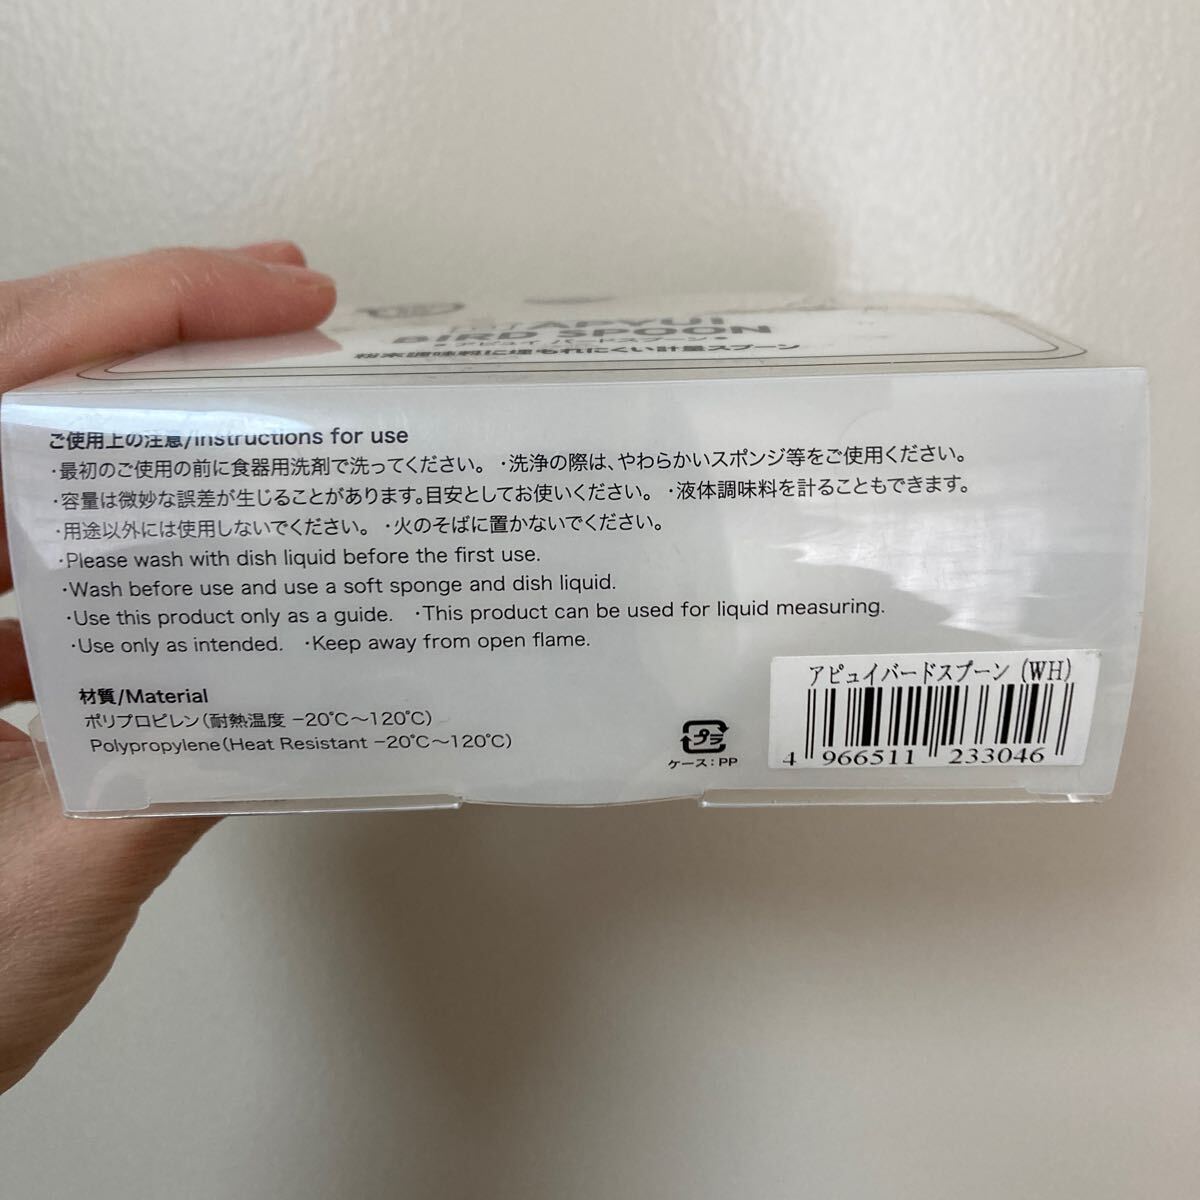 APYUI
BIRD SPOON
アピュイ バードスプーン
粉末調味料に埋もれにくい計量スプーン
ご使用上の注意/Instructions for use
・最初のご使用の前に食器用洗剤で洗ってください。 ・洗浄の際は、やわらかいスポンジ等をご使用ください。
・容量は微妙な誤差が生じることがあります。目安としてお使いください。 ・液体調味料を計ることもできます。
・用途以外には使用しないでください。 ・火のそばに置かないでください。
・Please wash with dish liquid before the first use.
・Wash before use and use a soft sponge and dish liquid.
・Use this product only as a guide. ・This product can be used for liquid measuring.
・Use only as intended. ・Keep away from open flame.
材質/Material
ポリプロピレン(耐熱温度 −20℃〜120℃)
Polypropylene(Heat Resistant −20℃〜120℃)
プラ
ケース:PP
アピュイバードスプーン (WH)
4 966511 233046